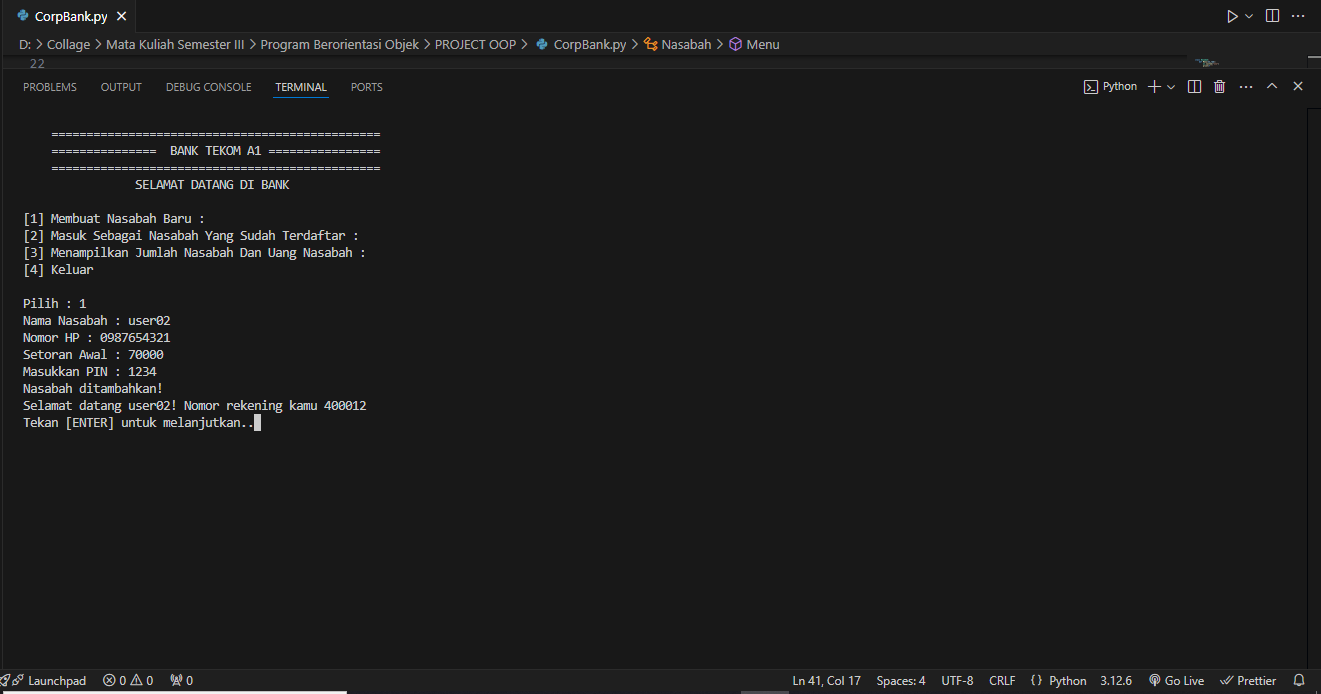 CorpBank.py
D: > Collage > Mata Kuliah Semester III > Program Berorientasi Objek > PROJECT OOP > CorpBank.py > Nasabah > Menu
22
PROBLEMS OUTPUT DEBUG CONSOLE TERMINAL PORTS Python
===============================================
=============== BANK TEKOM A1 ================
===============================================
SELAMAT DATANG DI BANK
[1] Membuat Nasabah Baru :
[2] Masuk Sebagai Nasabah Yang Sudah Terdaftar :
[3] Menampilkan Jumlah Nasabah Dan Uang Nasabah :
[4] Keluar
Pilih : 1
Nama Nasabah : user02
Nomor HP : 0987654321
Setoran Awal : 70000
Masukkan PIN : 1234
Nasabah ditambahkan!
Selamat datang user02! Nomor rekening kamu 400012
Tekan [ENTER] untuk melanjutkan..
Launchpad 0 0 0 Ln 41, Col 17 Spaces: 4 UTF-8 CRLF {} Python 3.12.6 Go Live Prettier